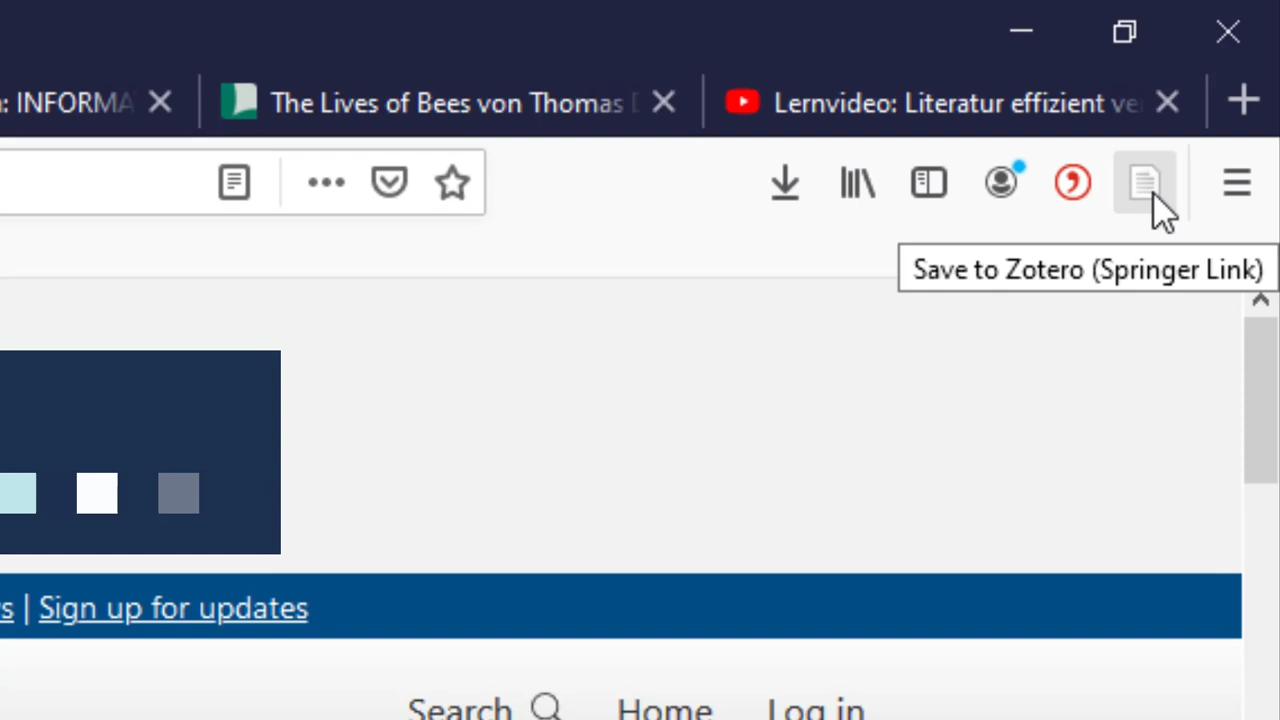 : INFORMA
The Lives of Bees von Thomas
Lernvideo: Literatur effizient ve
Save to Zotero (Springer Link)
s | Sign up for updates
Search Home Log in